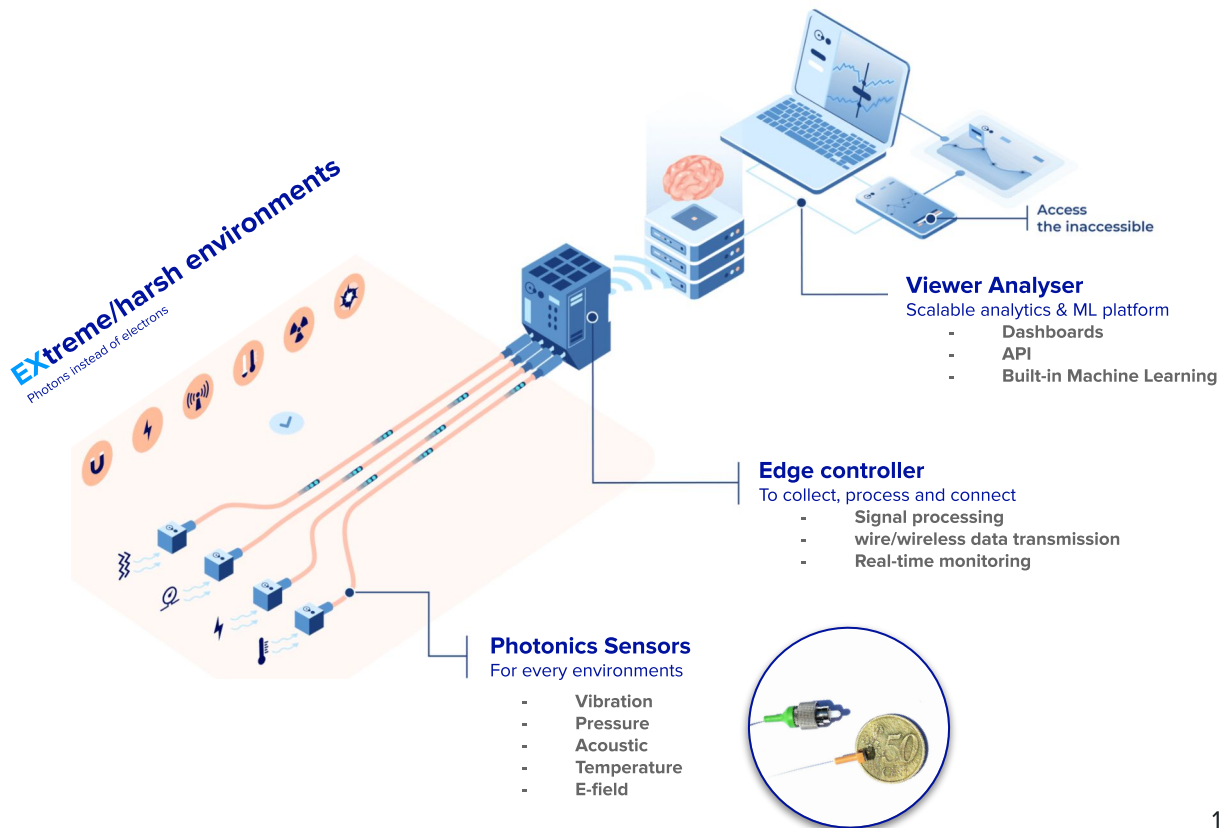 EXtreme/harsh environments
Photons instead of electrons
Access
the inaccessible
Viewer Analyser
Scalable analytics & ML platform
- Dashboards
- API
- Built-in Machine Learning
Edge controller
To collect, process and connect
- Signal processing
- wire/wireless data transmission
- Real-time monitoring
Photonics Sensors
For every environments
- Vibration
- Pressure
- Acoustic
- Temperature
- E-field
50
1